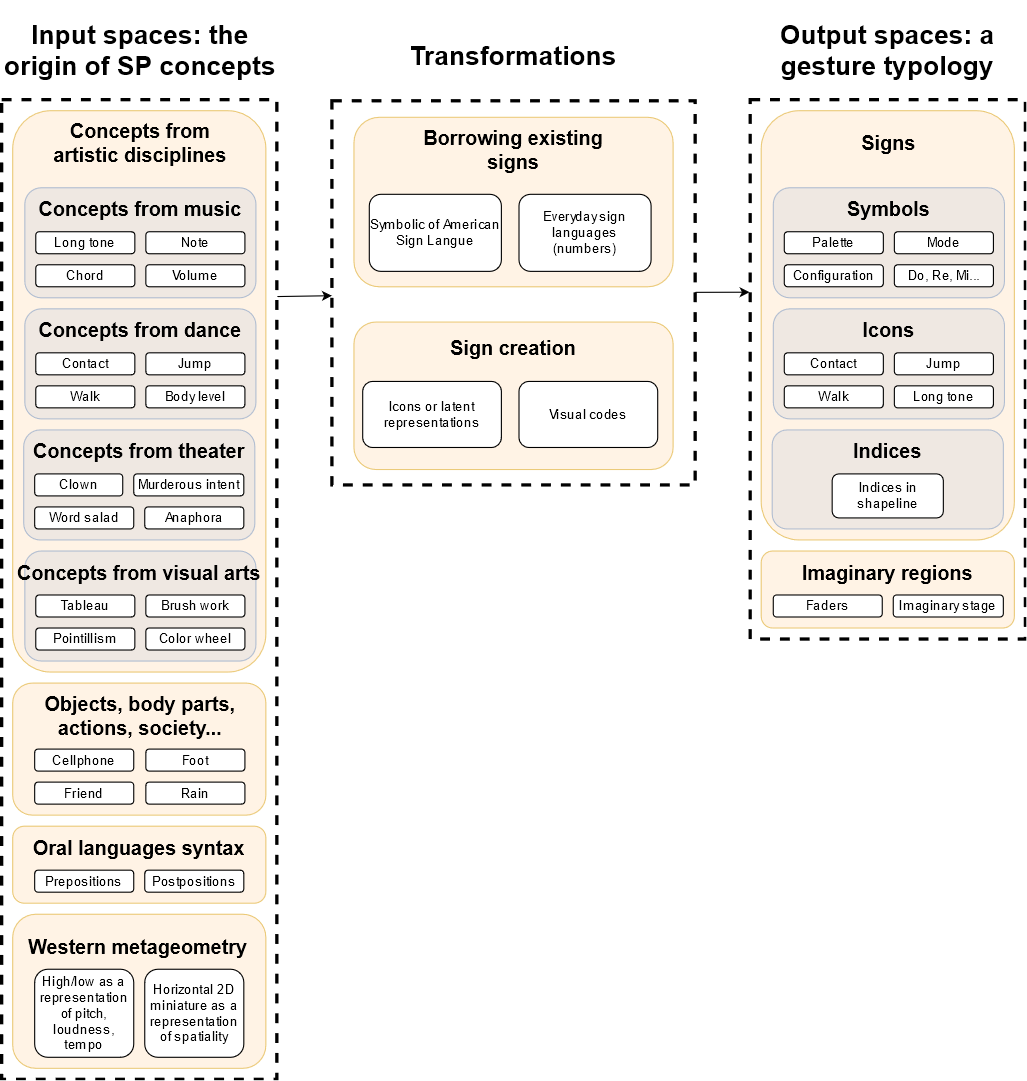 Input spaces: the
origin of SP concepts
Concepts from
artistic disciplines
Concepts from music
Long tone
Note
Chord
Volume
Concepts from dance
Contact
Jump
Walk
Body level
Concepts from theater
Clown
Murderous intent
Word salad
Anaphora
Concepts from visual arts
Tableau
Brush work
Pointillism
Color wheel
Objects, body parts,
actions, society...
Cellphone
Foot
Friend
Rain
Oral languages syntax
Prepositions
Postpositions
Western metageometry
High/low as a
representation
of pitch,
loudness,
tempo
Horizontal 2D
miniature as a
representation
of spatiality
Transformations
Borrowing existing
signs
Symbolic of American
Sign Langue
Everyday sign
languages
(numbers)
Sign creation
Icons or latent
representations
Visual codes
Output spaces: a
gesture typology
Signs
Symbols
Palette
Mode
Configuration
Do, Re, Mi...
Icons
Contact
Jump
Walk
Long tone
Indices
Indices in
shapeline
Imaginary regions
Faders
Imaginary stage